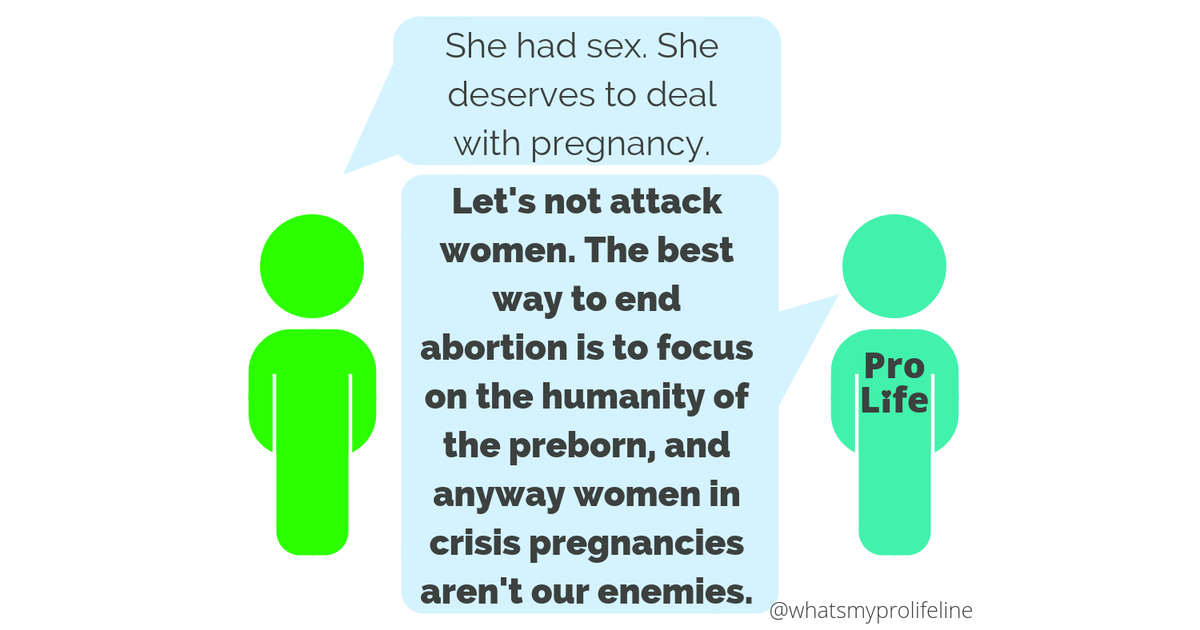 She had sex. She
deserves to deal
with pregnancy.
Let's not attack
women. The best
way to end
abortion is to focus
on the humanity of
the preborn, and
anyway women in
crisis pregnancies
aren't our enemies.
Pro
Life
@whatsmyprolifeline